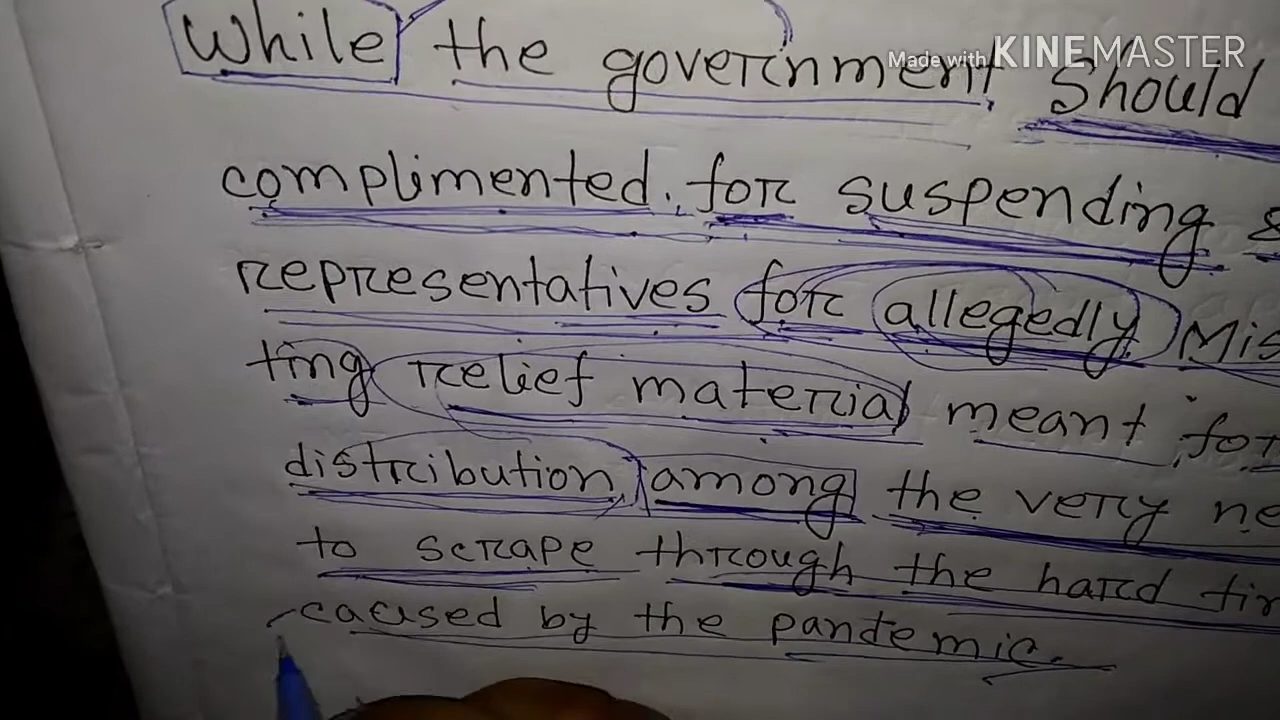 While the government Should
Made with KINEMASTER
complimented. for suspending
representatives for allegedly
ting relief material meant for
distribution, among the very
to scrape through the hard
caused by the pandemic.